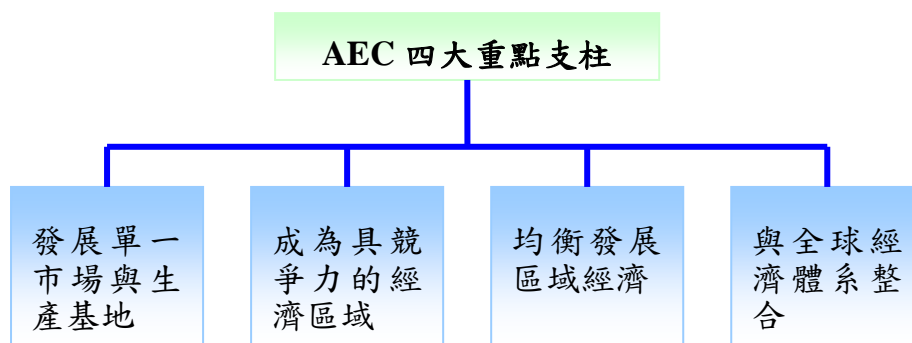 AEC 四大重點支柱
發展單一
市場與生
產基地
成為具競
爭力的經
濟區域
均衡發展
區域經濟
與全球經
濟體系整
合